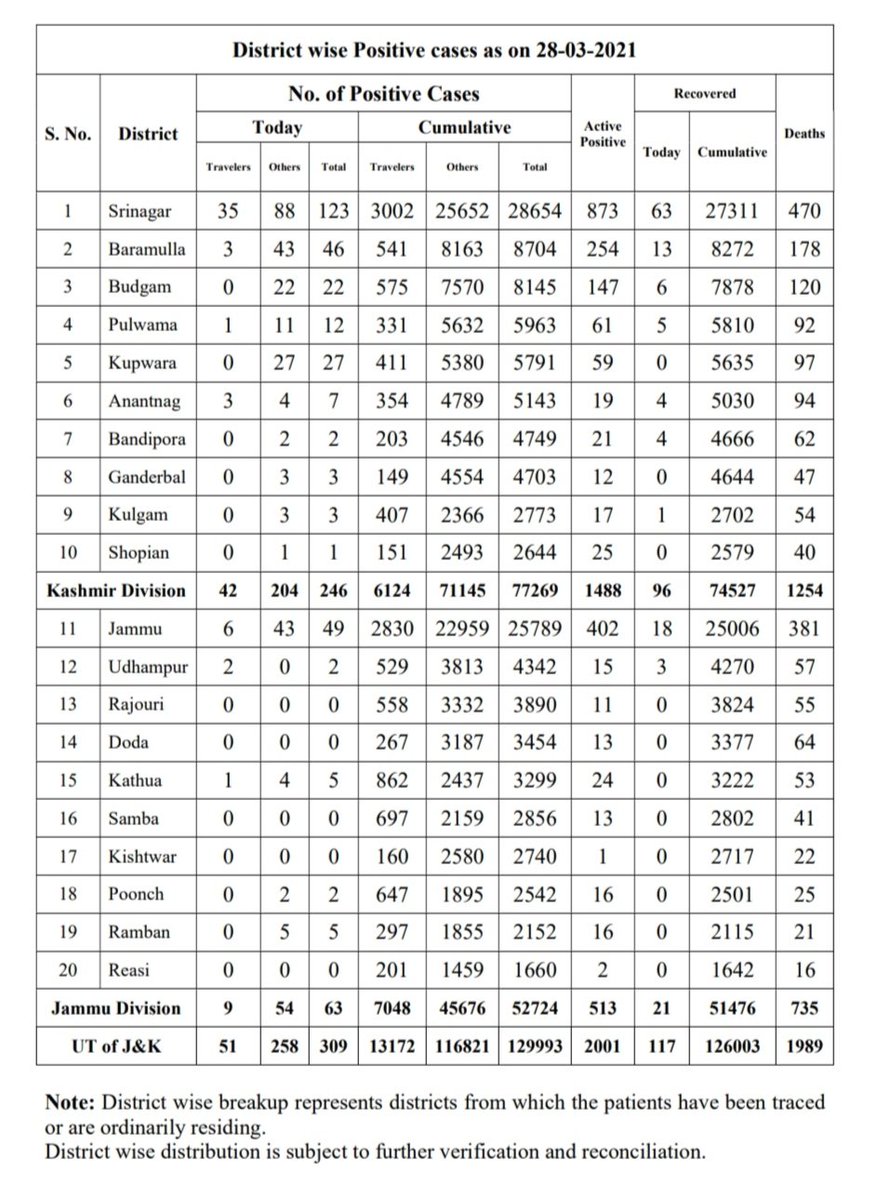 District wise Positive cases as on 28-03-2021
S. No. District No. of Positive Cases Active Positive Recovered Deaths
Today Cumulative Today Cumulative
Travelers Others Total Travelers Others Total
1 Srinagar 35 88 123 3002 25652 28654 873 63 27311 470
2 Baramulla 3 43 46 541 8163 8704 254 13 8272 178
3 Budgam 0 22 22 575 7570 8145 147 6 7878 120
4 Pulwama 1 11 12 331 5632 5963 61 5 5810 92
5 Kupwara 0 27 27 411 5380 5791 59 0 5635 97
6 Anantnag 3 4 7 354 4789 5143 19 4 5030 94
7 Bandipora 0 2 2 203 4546 4749 21 4 4666 62
8 Ganderbal 0 3 3 149 4554 4703 12 0 4644 47
9 Kulgam 0 3 3 407 2366 2773 17 1 2702 54
10 Shopian 0 1 1 151 2493 2644 25 0 2579 40
Kashmir Division 42 204 246 6124 71145 77269 1488 96 74527 1254
11 Jammu 6 43 49 2830 22959 25789 402 18 25006 381
12 Udhampur 2 0 2 529 3813 4342 15 3 4270 57
13 Rajouri 0 0 0 558 3332 3890 11 0 3824 55
14 Doda 0 0 0 267 3187 3454 13 0 3377 64
15 Kathua 1 4 5 862 2437 3299 24 0 3222 53
16 Samba 0 0 0 697 2159 2856 13 0 2802 41
17 Kishtwar 0 0 0 160 2580 2740 1 0 2717 22
18 Poonch 0 2 2 647 1895 2542 16 0 2501 25
19 Ramban 0 5 5 297 1855 2152 16 0 2115 21
20 Reasi 0 0 0 201 1459 1660 2 0 1642 16
Jammu Division 9 54 63 7048 45676 52724 513 21 51476 735
UT of J&K 51 258 309 13172 116821 129993 2001 117 126003 1989
Note: District wise breakup represents districts from which the patients have been traced
or are ordinarily residing.
District wise distribution is subject to further verification and reconciliation.